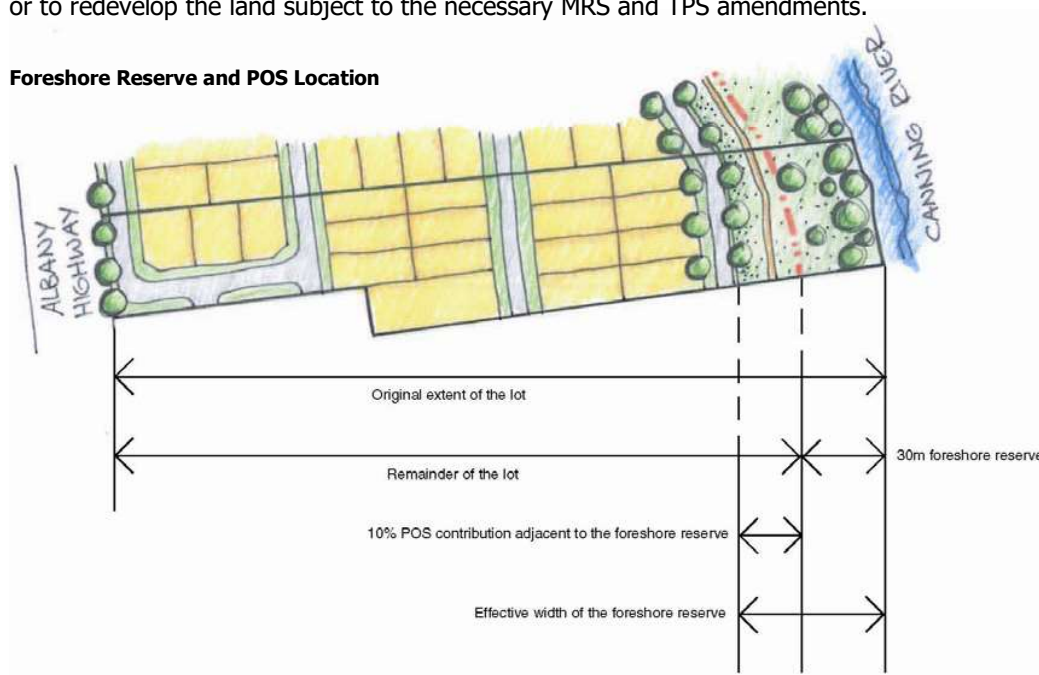 or to redevelop the land subject to the necessary MRS and TPS amendments.
Foreshore Reserve and POS Location
ALBANY
HIGHWAY
CANNING RIVER
Original extent of the lot
Remainder of the lot
30m foreshore reserve
10% POS contribution adjacent to the foreshore reserve
Effective width of the foreshore reserve